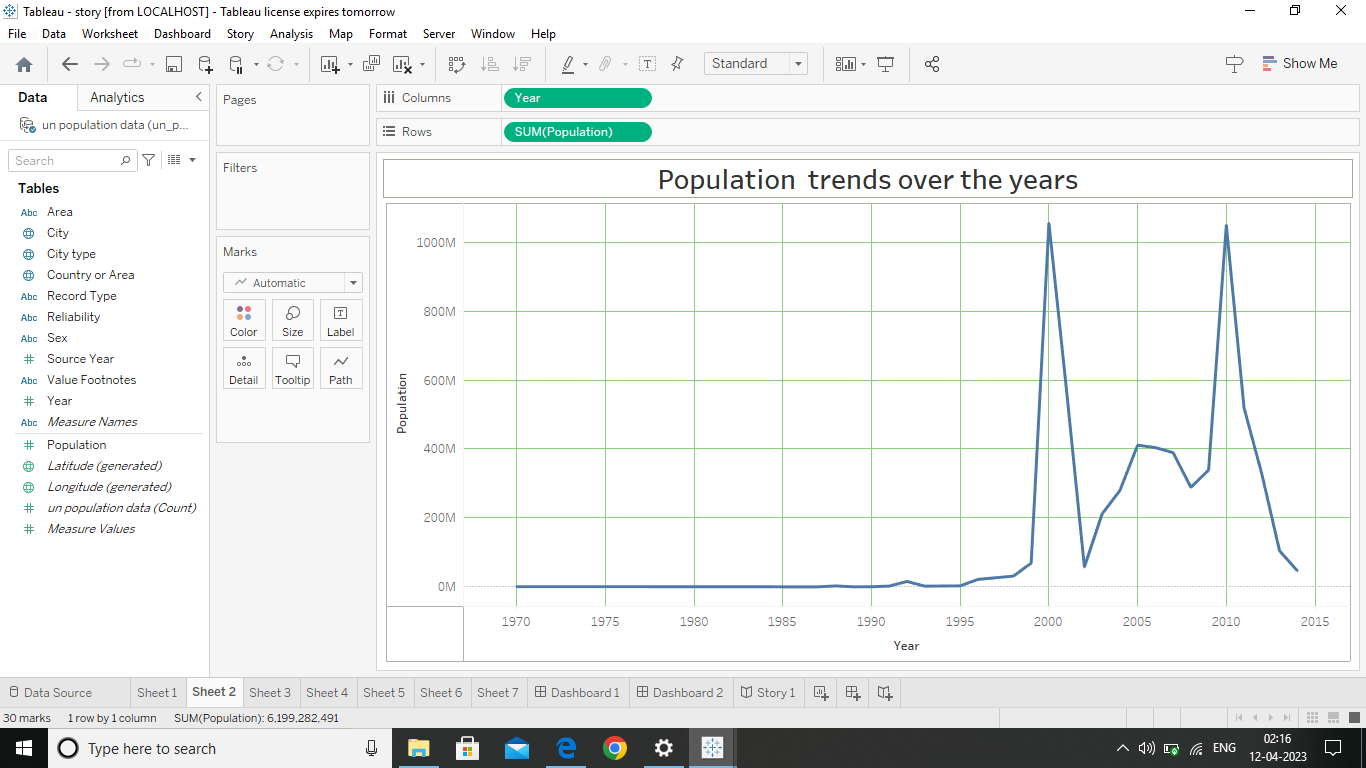 Tableau - story [from LOCALHOST] - Tableau license expires tomorrow
File Data Worksheet Dashboard Story Analysis Map Format Server Window Help
Standard
Show Me
Data Analytics
un population data (un_p...
Search
Tables
Abc Area
City
City type
Country or Area
Abc Record Type
Abc Reliability
Abc Sex
Source Year
Abc Value Footnotes
Year
Abc Measure Names
Population
Latitude (generated)
Longitude (generated)
un population data (Count)
Measure Values
Pages
Filters
Marks
Automatic
Color Size Label
Detail Tooltip Path
Columns Year
Rows SUM(Population)
Population trends over the years
Population
1000M
800M
600M
400M
200M
0M
1970 1975 1980 1985 1990 1995 2000 2005 2010 2015
Year
Data Source Sheet 1 Sheet 2 Sheet 3 Sheet 4 Sheet 5 Sheet 6 Sheet 7 Dashboard 1 Dashboard 2 Story 1
30 marks 1 row by 1 column SUM(Population): 6,199,282,491
Type here to search
ENG
02:16
12-04-2023